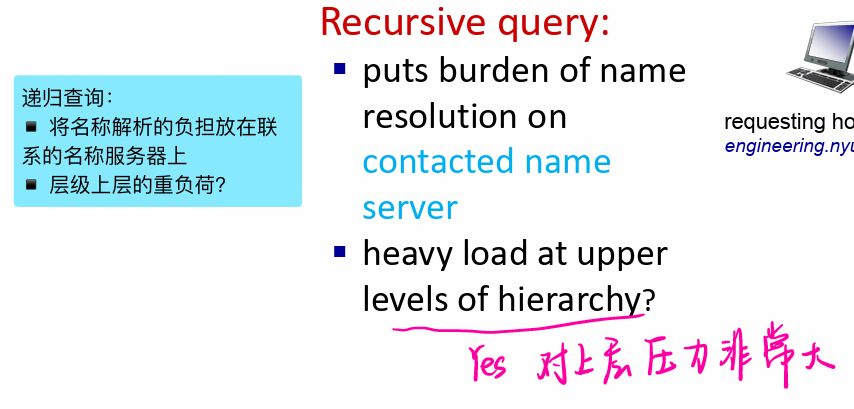 Recursive query:
puts burden of name
resolution on
contacted name
server
heavy load at upper
levels of hierarchy?
Yes 对上层压力非常大
递归查询：
将名称解析的负担放在联
系的名称服务器上
层级上层的重负荷？
requesting ho
engineering.nyu